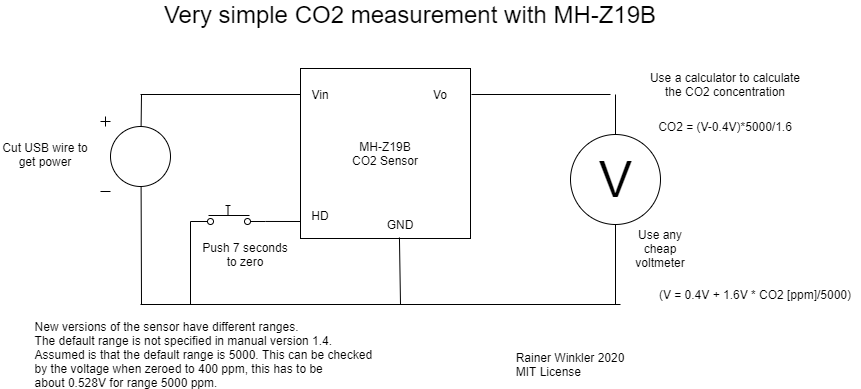 Very simple CO2 measurement with MH-Z19B
Use a calculator to calculate
the CO2 concentration
CO2 = (V-0.4V)*5000/1.6
Vin
Vo
+
Cut USB wire to
get power
−
MH-Z19B
CO2 Sensor
V
HD
GND
Push 7 seconds
to zero
Use any
cheap
voltmeter
(V = 0.4V + 1.6V * CO2 [ppm]/5000)
New versions of the sensor have different ranges.
The default range is not specified in manual version 1.4.
Assumed is that the default range is 5000. This can be checked
by the voltage when zeroed to 400 ppm, this has to be
about 0.528V for range 5000 ppm.
Rainer Winkler 2020
MIT License